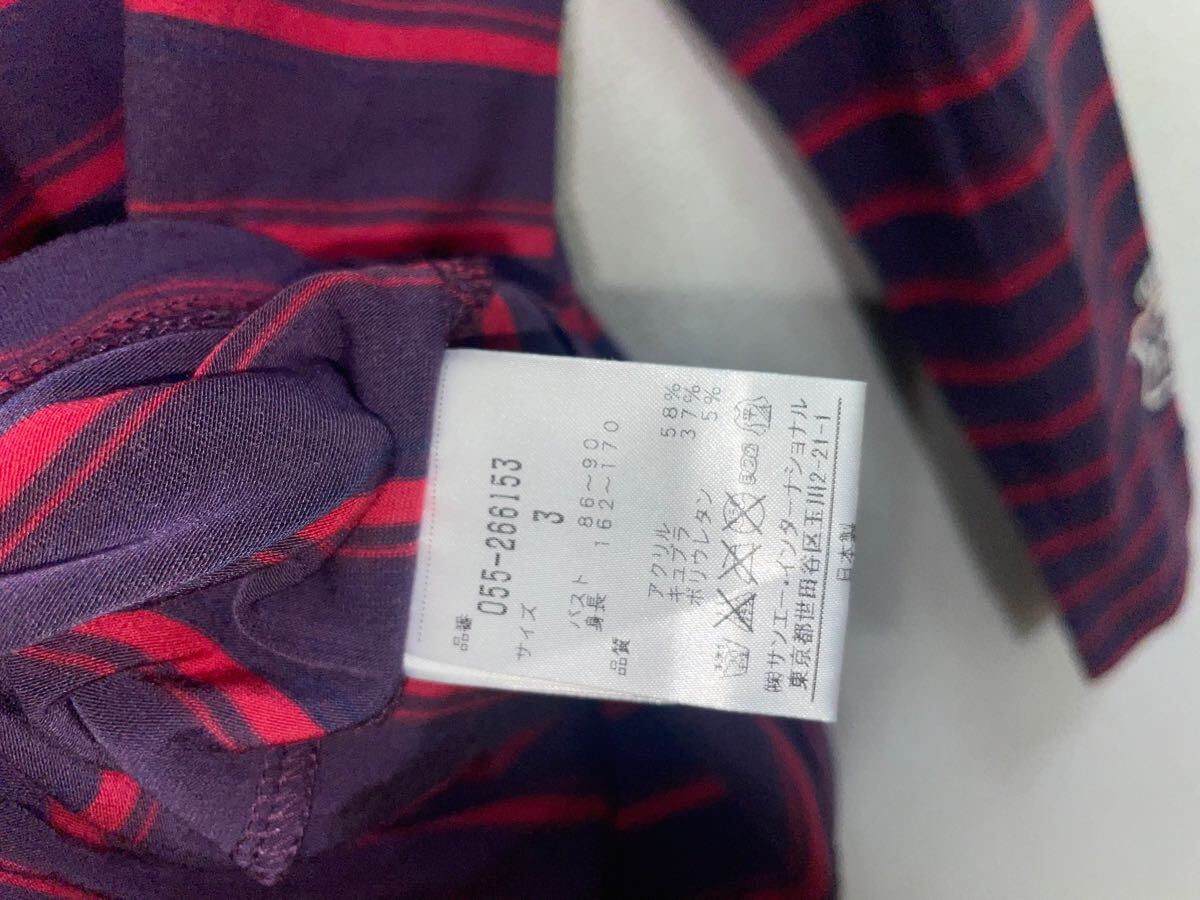 品番
055-266153
サイズ 3
バスト 86~90
身長 162~170
品質
アクリル 58%
キュプラ 37%
ポリウレタン 5%
㈱サンエー・インターナショナル
東京都世田谷区玉川2-21-1
日本製